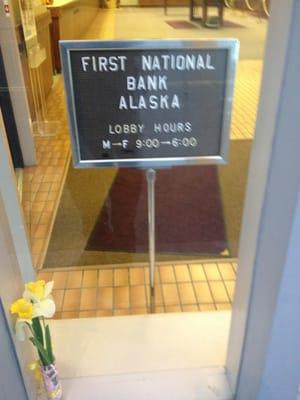 FIRST NATIONAL
BANK
ALASKA
LOBBY HOURS
M→F 9:00→6:00